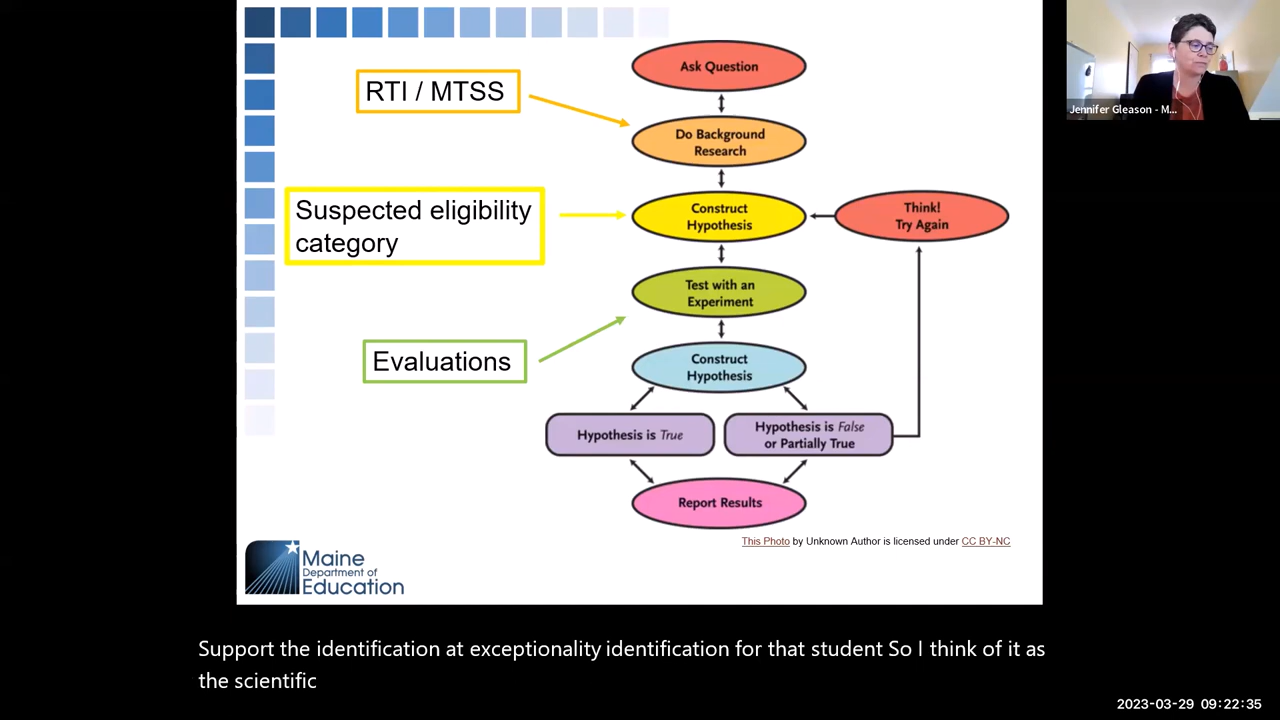 Ask Question
RTI / MTSS
Do Background
Research
Suspected eligibility
category
Construct
Hypothesis
Think!
Try Again
Test with an
Experiment
Evaluations
Construct
Hypothesis
Hypothesis is True
Hypothesis is False
or Partially True
Report Results
This Photo by Unknown Author is licensed under CC BY-NC
Maine
Department of
Education
Jennifer Gleason - M...
Support the identification at exceptionality identification for that student So I think of it as
the scientific
2023-03-29 09:22:35